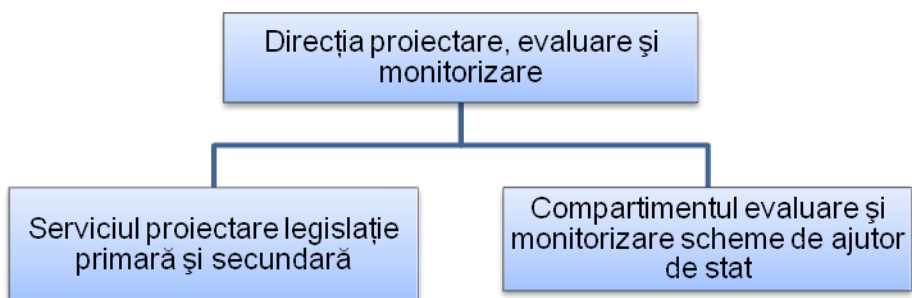 Direcția proiectare, evaluare şi
monitorizare
Serviciul proiectare legislație
primară şi secundară
Compartimentul evaluare şi
monitorizare scheme de ajutor
de stat